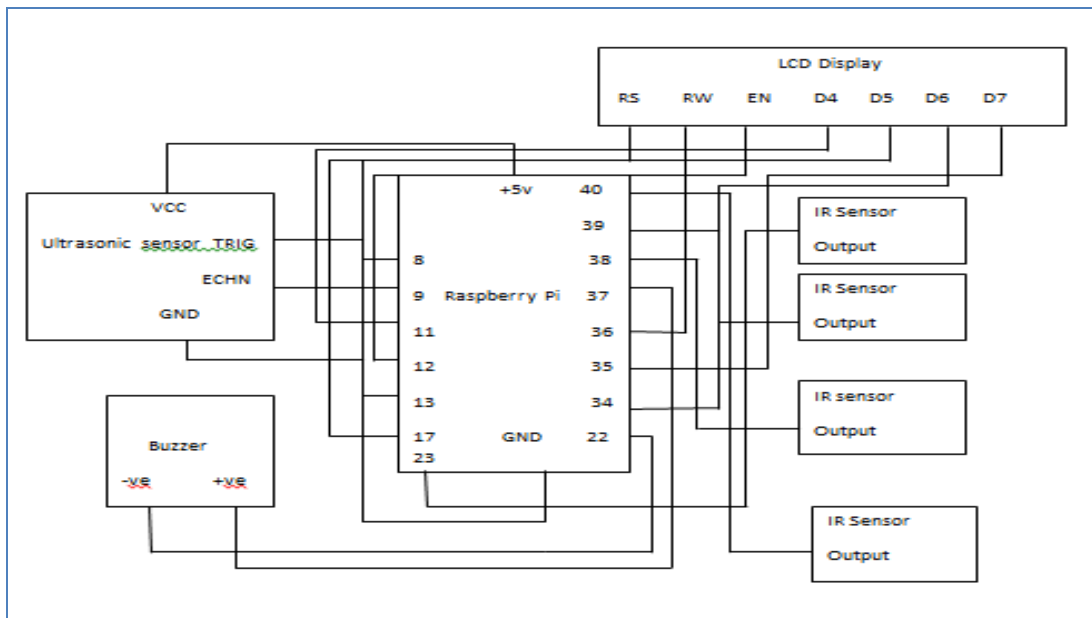 LCD Display
RS RW EN D4 D5 D6 D7
VCC
Ultrasonic sensor TRIG
ECHN
GND
+5v 40
39
8 38
9 Raspberry Pi 37
11 36
12 35
13 34
17 GND 22
23
IR Sensor
Output
IR Sensor
Output
IR sensor
Output
IR Sensor
Output
Buzzer
-ve +ve